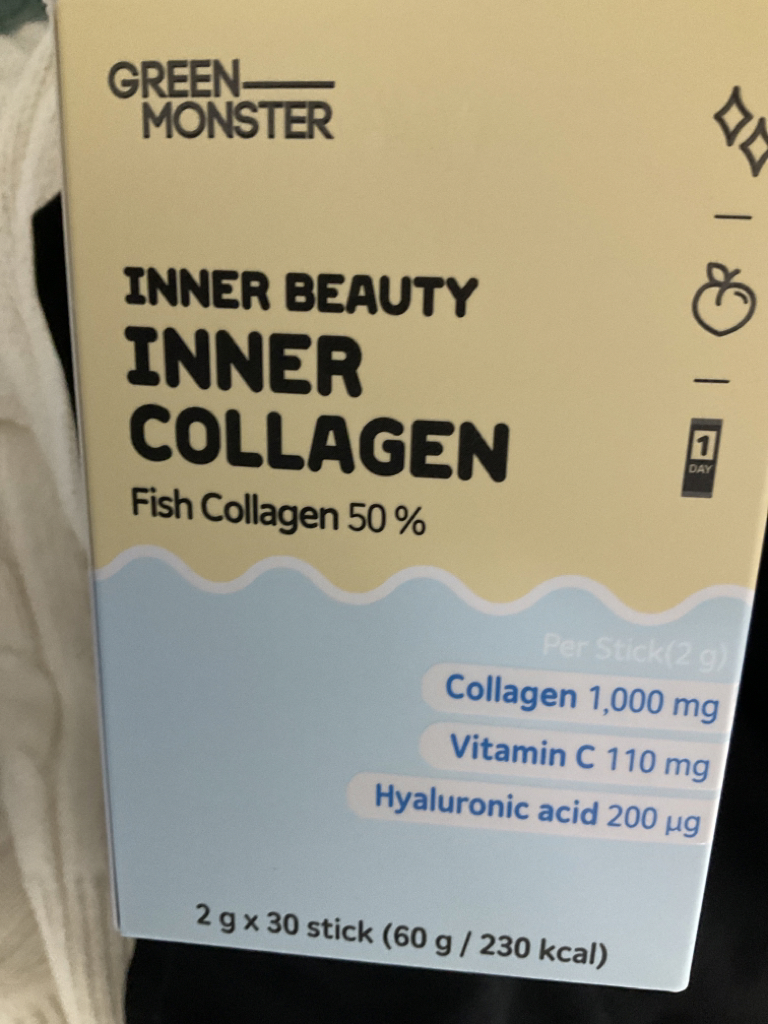 GREEN
MONSTER
INNER BEAUTY
INNER
COLLAGEN
Fish Collagen 50 %
1
DAY
Per Stick(2 g)
Collagen 1,000 mg
Vitamin C 110 mg
Hyaluronic acid 200 µg
2 g x 30 stick (60 g / 230 kcal)